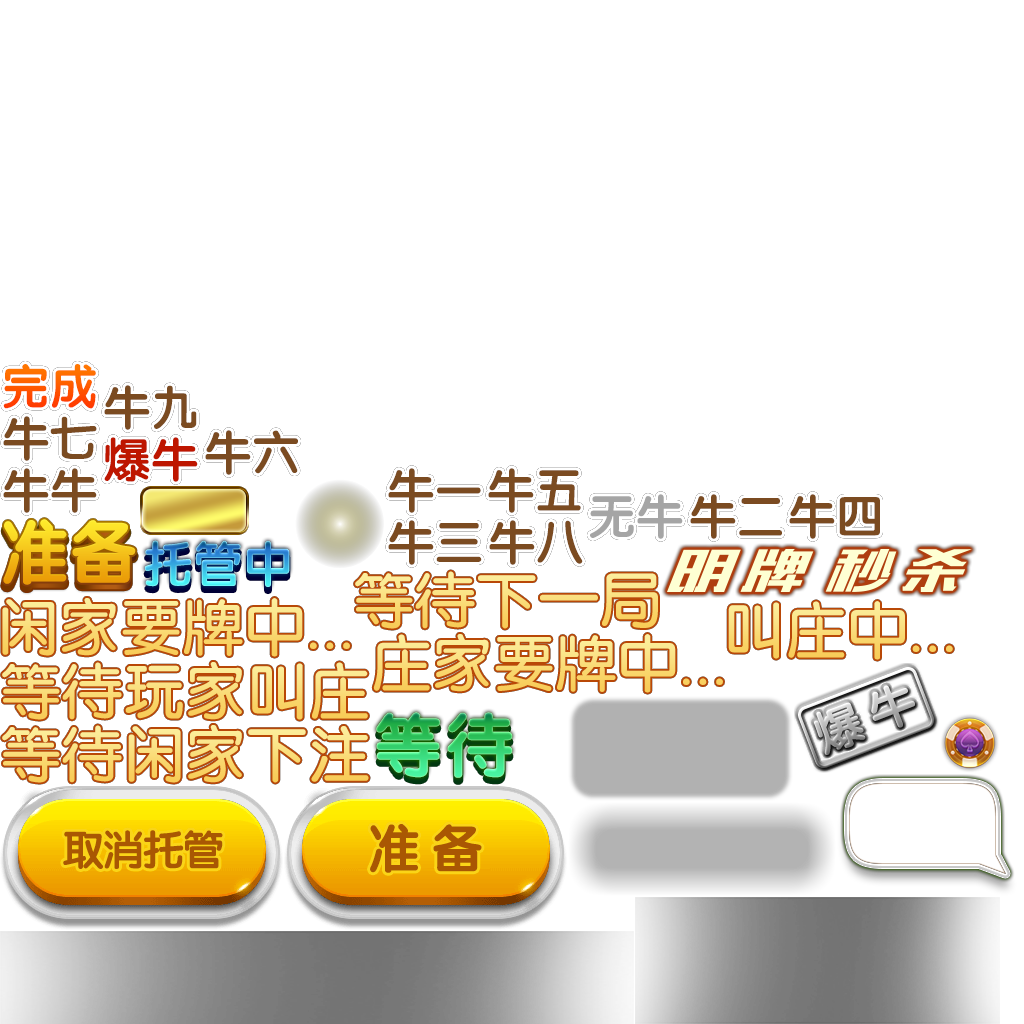 完成
牛九
牛七
爆牛
牛六
牛牛
牛一
牛五
无牛
牛二
牛四
牛三
牛八
准备
托管中
明牌
秒杀
等待下一局
闲家要牌中...
叫庄中...
庄家要牌中...
等待玩家叫庄
等待闲家下注
等待
爆牛
取消托管
准备